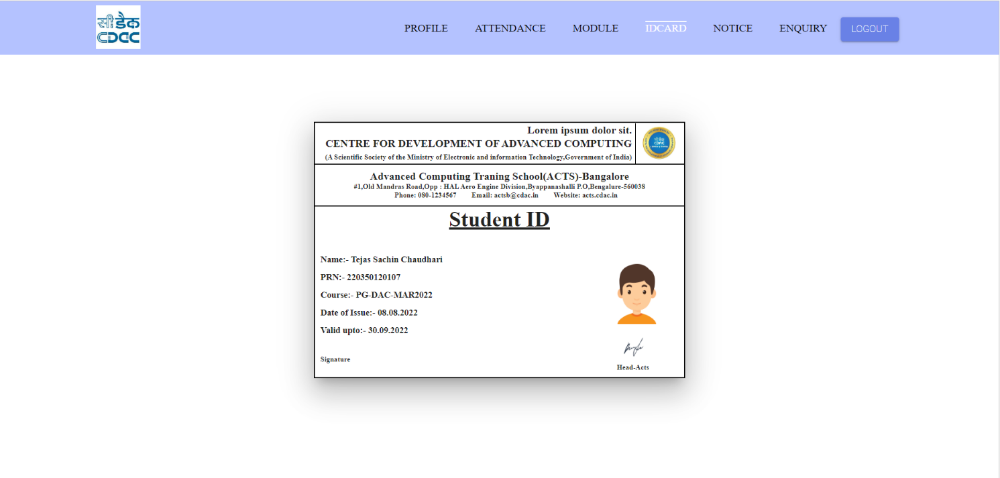 सी डैक
CDAC
PROFILE ATTENDANCE MODULE IDCARD NOTICE ENQUIRY LOGOUT
Lorem ipsum dolor sit.
CENTRE FOR DEVELOPMENT OF ADVANCED COMPUTING
(A Scientific Society of the Ministry of Electronic and information Technology,Government of India)
सी डैक
CDAC
Advanced Computing Traning School(ACTS)-Bangalore
#1,Old Mandras Road,Opp : HAL Aero Engine Division,Byappanashalli P.O,Bengalure-560038
Phone: 080-1234567 Email: actsb@cdac.in Website: acts.cdac.in
Student ID
Name:- Tejas Sachin Chaudhari
PRN:- 220350120107
Course:- PG-DAC-MAR2022
Date of Issue:- 08.08.2022
Valid upto:- 30.09.2022
Signature
Head-Acts